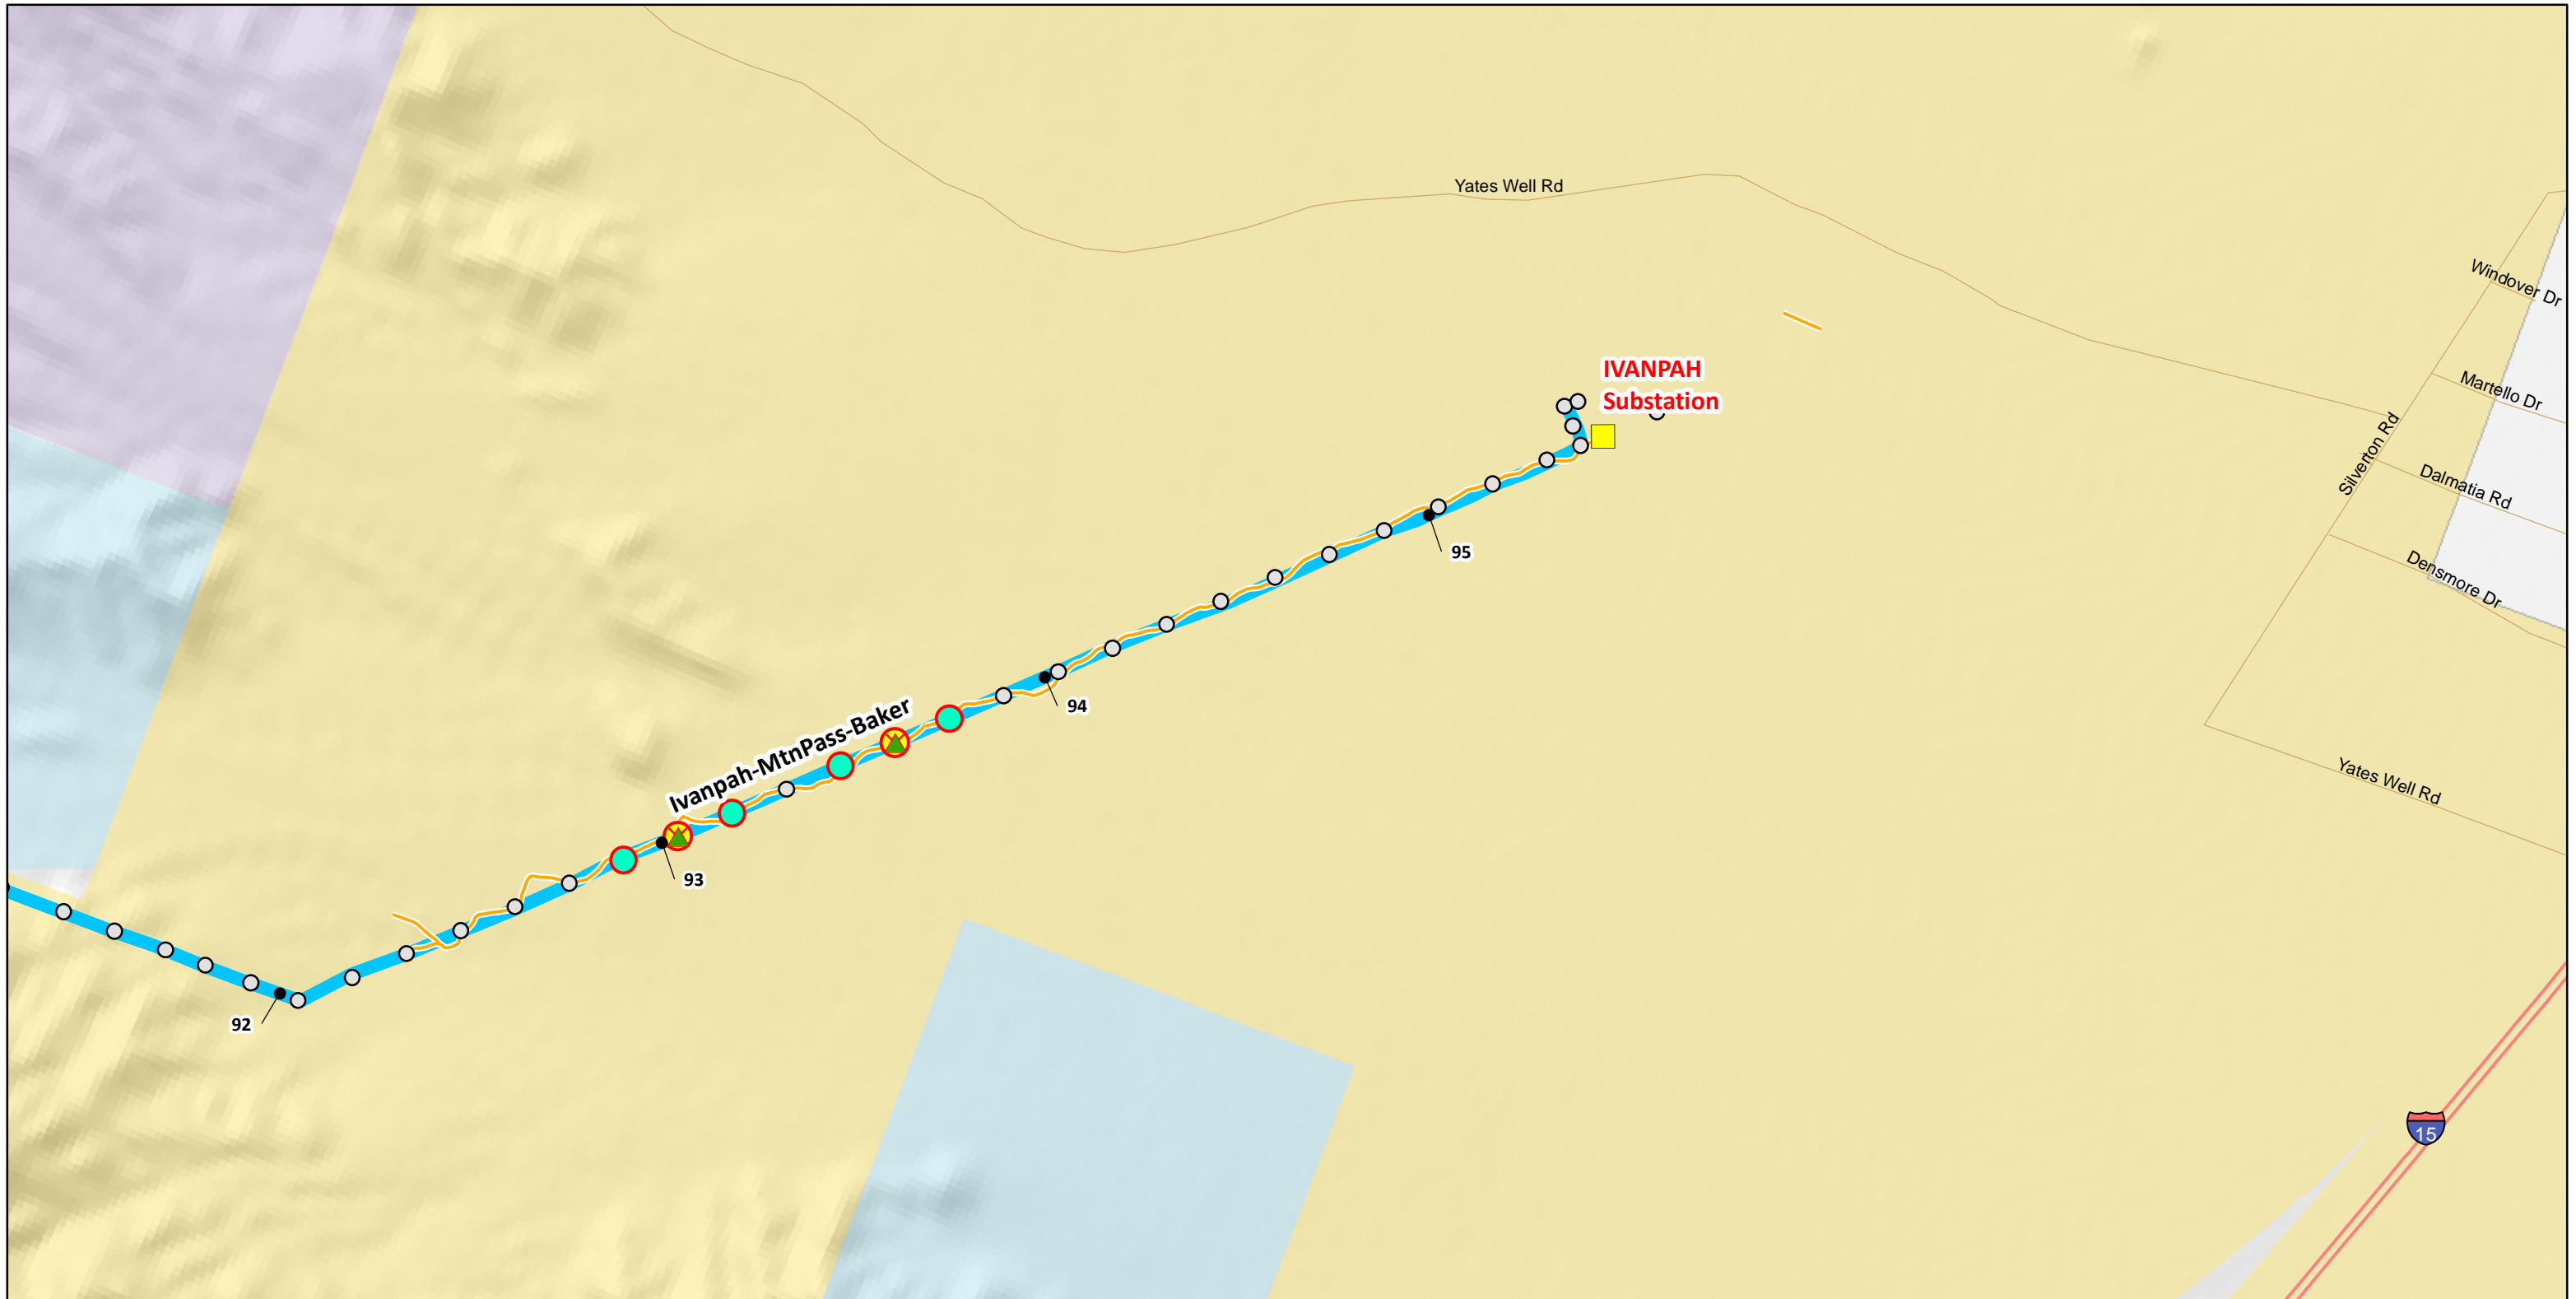 Yates Well Rd
Windover Dr
IVANPAH
Substation
Martello Dr
Silverton Rd
Dalmatia Rd
95
Densmore Dr
94
Ivanpah-MtnPass-Baker
Yates Well Rd
93
92
15